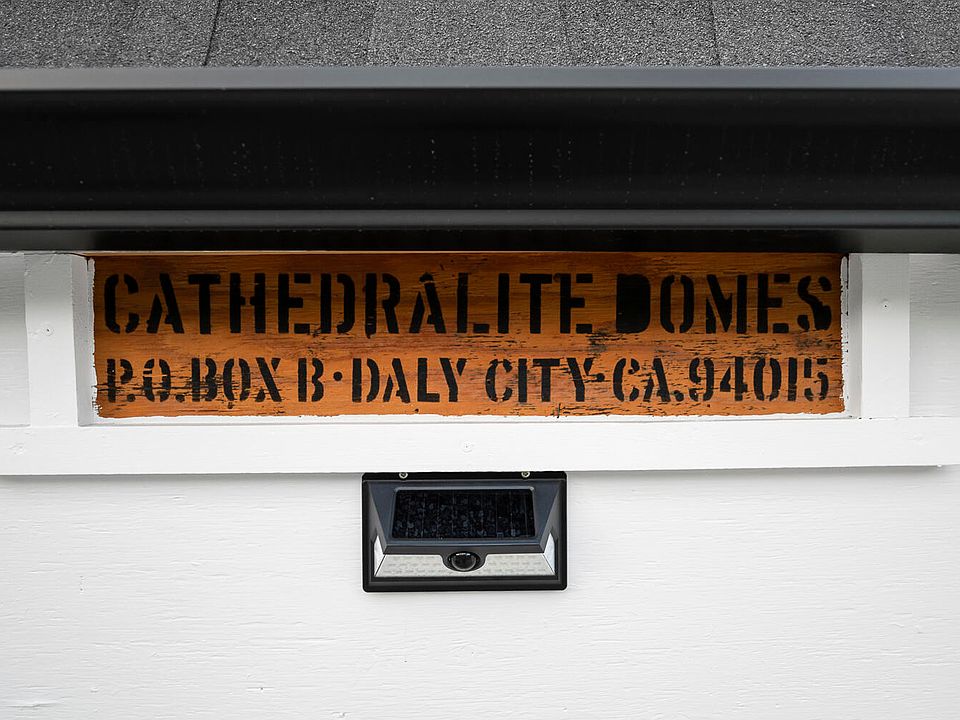 CATHEDRALITE DOMES
P.O. BOX B • DALY CITY • CA. 94015